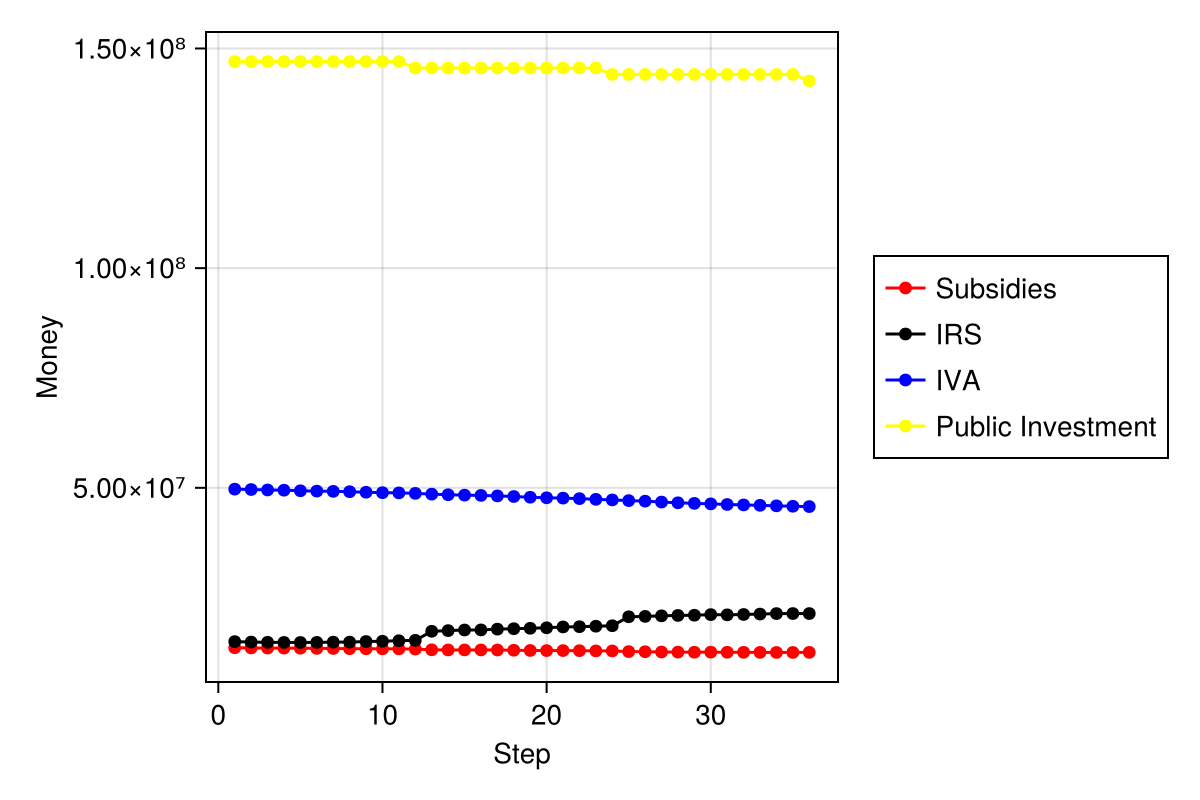 1.50×10⁸
1.00×10⁸
5.00×10⁷
Money
0 10 20 30
Step
Subsidies
IRS
IVA
Public Investment